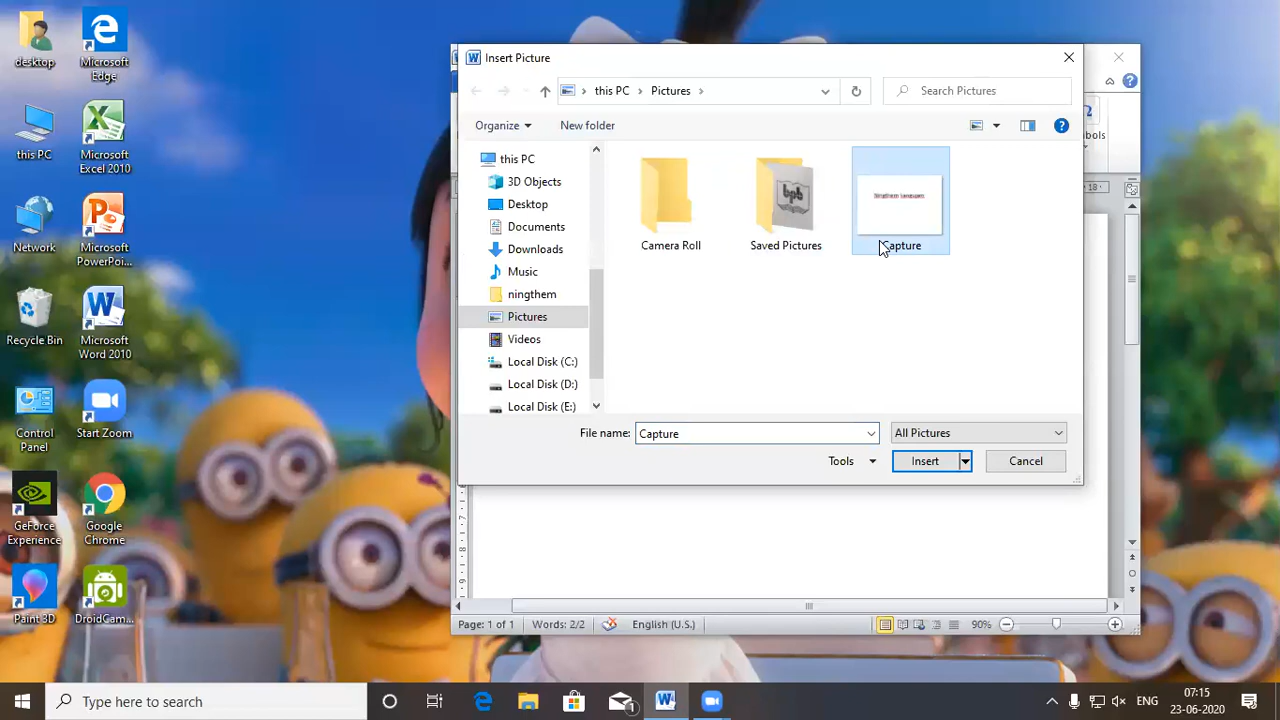 desktop
Microsoft Edge
this PC
Microsoft Excel 2010
Network
Microsoft PowerPoi...
Recycle Bin
Microsoft Word 2010
Control Panel
Start Zoom
GeForce Experience
Google Chrome
Paint 3D
DroidCam...
Insert Picture
this PC > Pictures >
Search Pictures
Organize
New folder
this PC
3D Objects
Desktop
Documents
Downloads
Music
ningthem
Pictures
Videos
Local Disk (C:)
Local Disk (D:)
Local Disk (E:)
Camera Roll
bpb
Saved Pictures
Capture
File name: Capture
All Pictures
Tools
Insert
Cancel
18
Page: 1 of 1
Words: 2/2
English (U.S.)
90%
Type here to search
1
ENG
07:15
23-06-2020